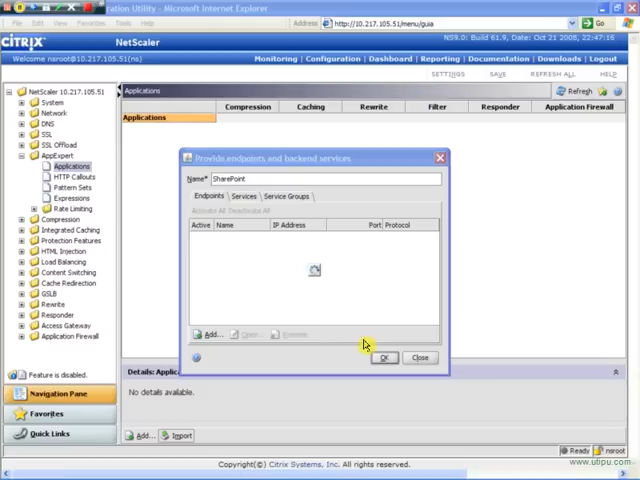 ration Utility - Microsoft Internet Explorer
File Edit View Favorites Tools Help
Address http://10.217.105.51/menu/guia Go
CITRIX NetScaler
NS9.0: Build 61.9, Oct 21 2008, 22:47:16
Welcome nsroot@10.217.105.51(ns)
Monitoring | Configuration | Dashboard | Reporting | Documentation | Downloads | Logout
SETTINGS SAVE REFRESH ALL HELP
NetScaler 10.217.105.51
System
Network
DNS
SSL
SSL Offload
AppExpert
Applications
HTTP Callouts
Pattern Sets
Expressions
Rate Limiting
Compression
Integrated Caching
Protection Features
HTML Injection
Load Balancing
Content Switching
Cache Redirection
GSLB
Rewrite
Responder
Access Gateway
Application Firewall
Feature is disabled.
Navigation Pane
Favorites
Quick Links
Applications Refresh
Compression Caching Rewrite Filter Responder Application Firewall
Applications
Provide endpoints and backend services
Name* SharePoint
Endpoints Services Service Groups
Activate All Deactivate All
Active Name IP Address Port Protocol
Add... Open... Remove
OK Close
Details: Applic
No details available.
Add... Import
Ready nsroot
Copyright(C) Citrix Systems, Inc. All rights reserved.
www.utipu.com